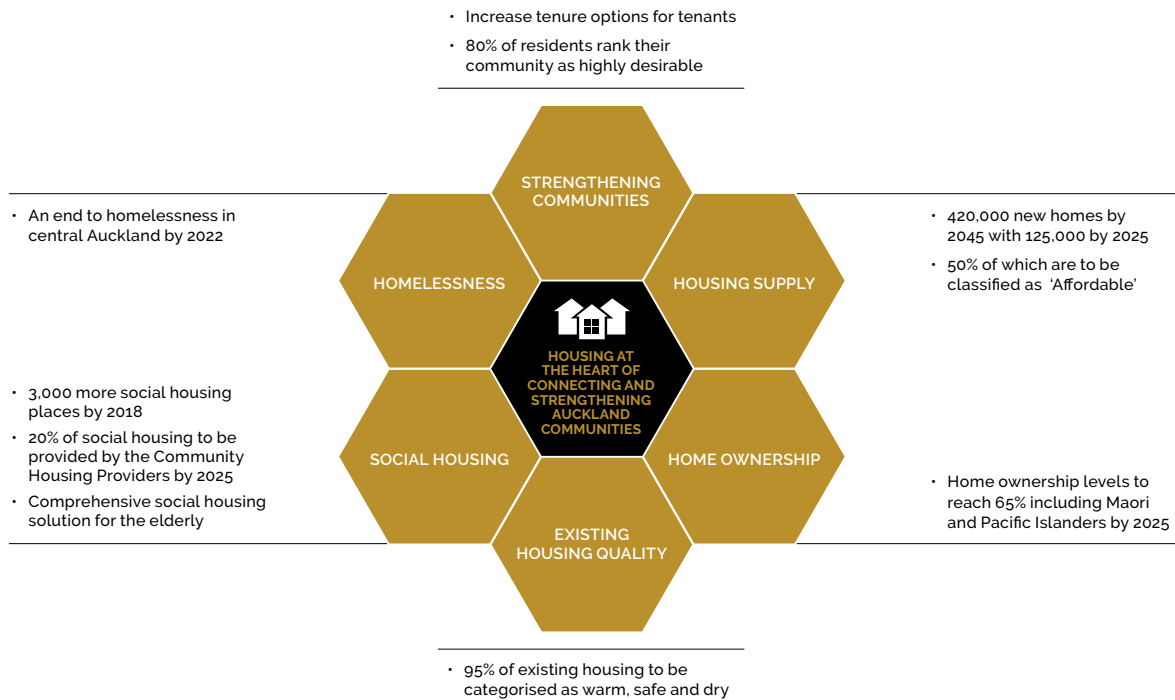 • Increase tenure options for tenants
• 80% of residents rank their
community as highly desirable
STRENGTHENING
COMMUNITIES
• An end to homelessness in
central Auckland by 2022
HOMELESSNESS
HOUSING SUPPLY
• 420,000 new homes by
2045 with 125,000 by 2025
• 50% of which are to be
classified as 'Affordable'
HOUSING AT
THE HEART OF
CONNECTING AND
STRENGTHENING
AUCKLAND
COMMUNITIES
• 3,000 more social housing
places by 2018
• 20% of social housing to be
provided by the Community
Housing Providers by 2025
• Comprehensive social housing
solution for the elderly
SOCIAL HOUSING
HOME OWNERSHIP
• Home ownership levels to
reach 65% including Maori
and Pacific Islanders by 2025
EXISTING
HOUSING QUALITY
• 95% of existing housing to be
categorised as warm, safe and dry